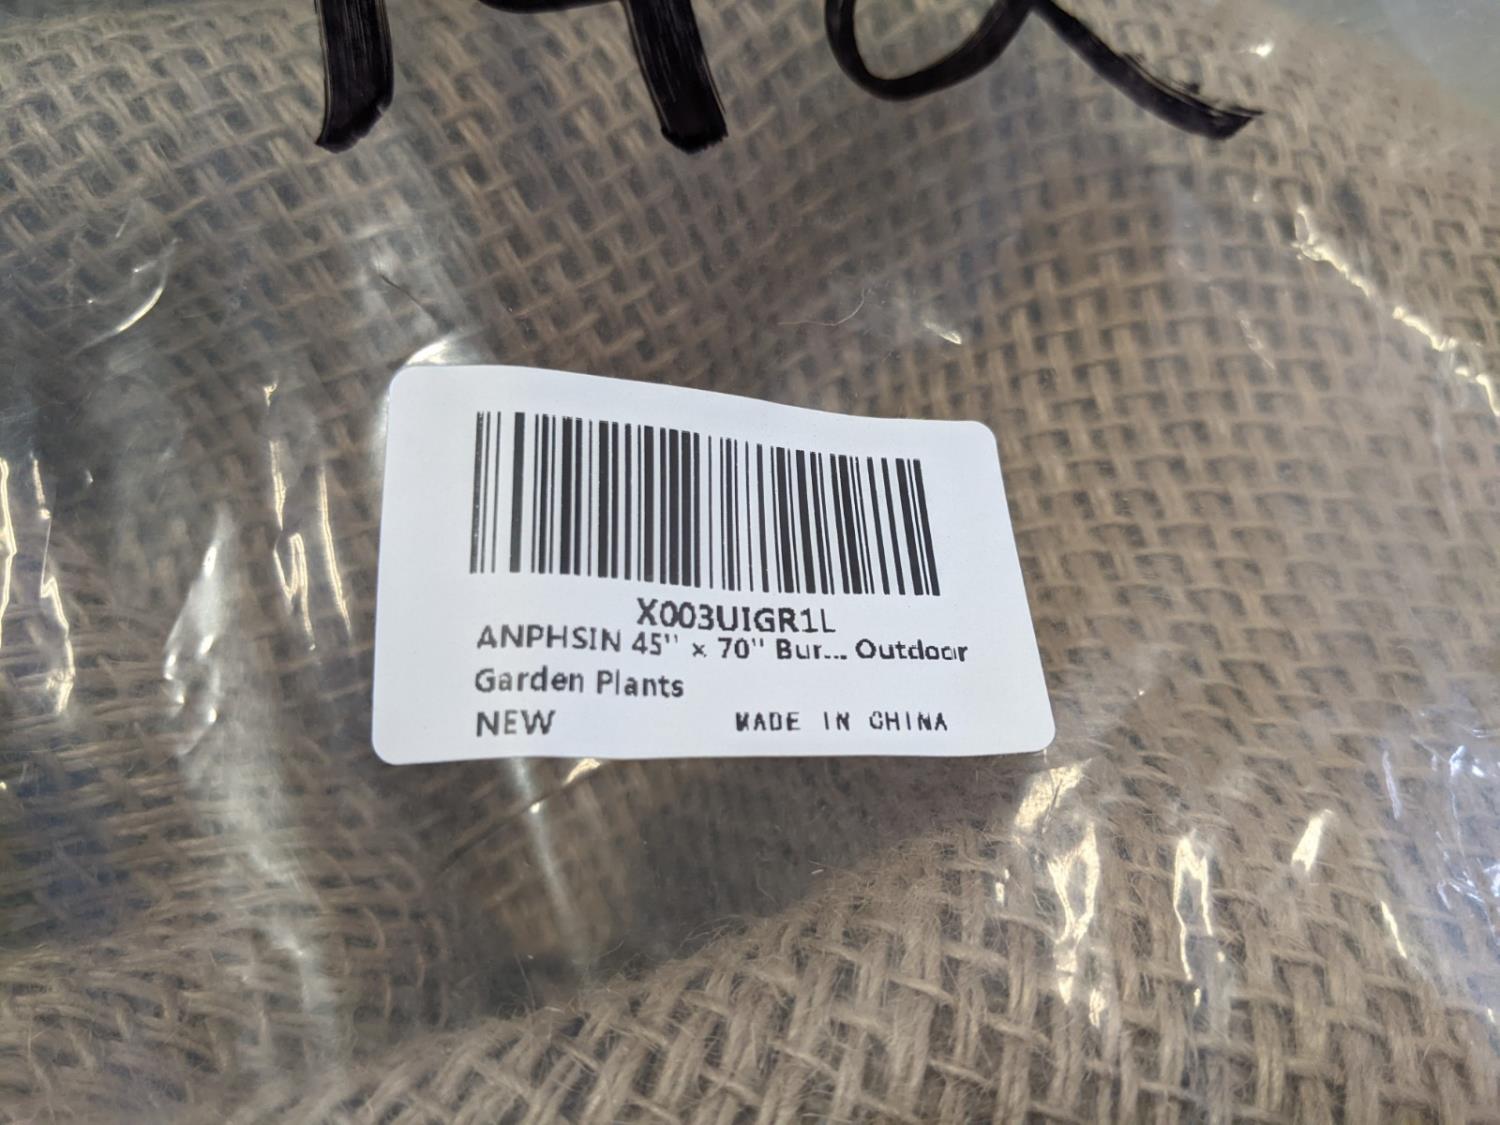 X003UIGR1L
ANPHSIN 45" x 70" Bur... Outdoor
Garden Plants
NEW MADE IN CHINA